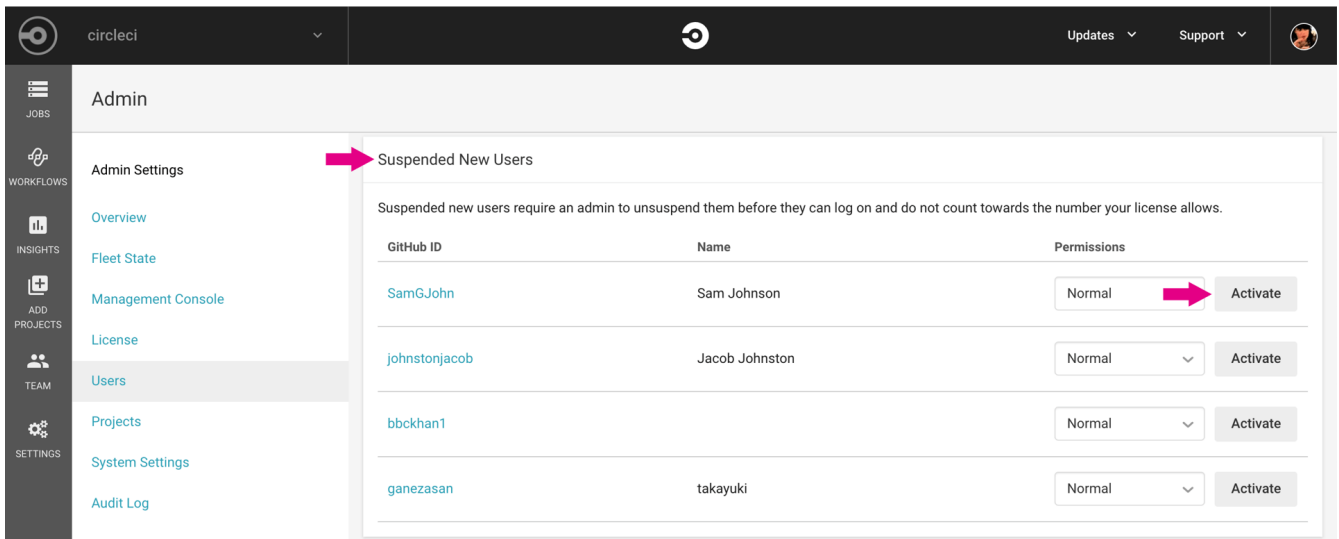 circleci
Updates
Support
JOBS
WORKFLOWS
INSIGHTS
ADD
PROJECTS
TEAM
SETTINGS
Admin
Admin Settings
Overview
Fleet State
Management Console
License
Users
Projects
System Settings
Audit Log
Suspended New Users
Suspended new users require an admin to unsuspend them before they can log on and do not count towards the number your license allows.
GitHub ID Name Permissions
SamGJohn Sam Johnson Normal Activate
johnstonjacob Jacob Johnston Normal Activate
bbckhan1 Normal Activate
ganezasan takayuki Normal Activate